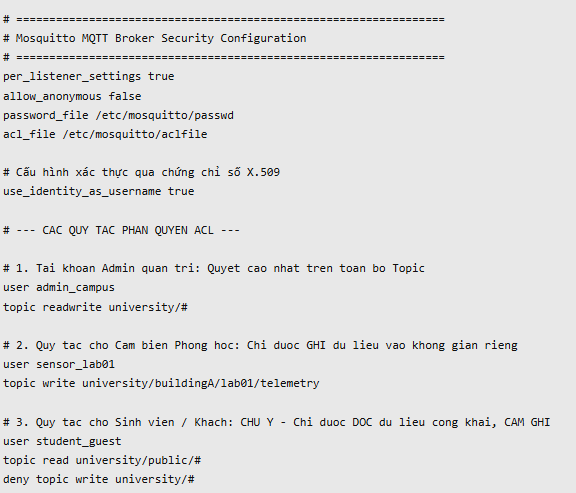 # =================================================================
# Mosquitto MQTT Broker Security Configuration
# =================================================================
per_listener_settings true
allow_anonymous false
password_file /etc/mosquitto/passwd
acl_file /etc/mosquitto/aclfile
# Cấu hình xác thực qua chứng chỉ số X.509
use_identity_as_username true
# --- CAC QUY TAC PHAN QUYEN ACL ---
# 1. Tai khoan Admin quan tri: Quyet cao nhat tren toan bo Topic
user admin_campus
topic readwrite university/#
# 2. Quy tac cho Cam bien Phong hoc: Chi duoc GHI du lieu vao khong gian rieng
user sensor_lab01
topic write university/buildingA/lab01/telemetry
# 3. Quy tac cho Sinh vien / Khach: CHU Y - Chi duoc DOC du lieu cong khai, CAM GHI
user student_guest
topic read university/public/#
deny topic write university/#